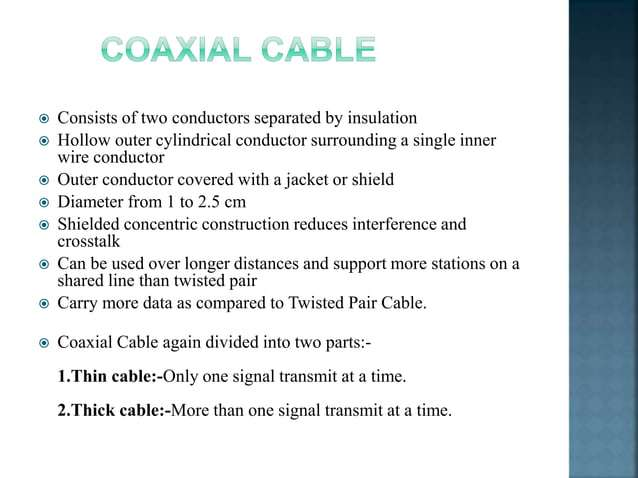 COAXIAL CABLE
Consists of two conductors separated by insulation
Hollow outer cylindrical conductor surrounding a single inner
wire conductor
Outer conductor covered with a jacket or shield
Diameter from 1 to 2.5 cm
Shielded concentric construction reduces interference and
crosstalk
Can be used over longer distances and support more stations on a
shared line than twisted pair
Carry more data as compared to Twisted Pair Cable.
Coaxial Cable again divided into two parts:-
1.Thin cable:-Only one signal transmit at a time.
2.Thick cable:-More than one signal transmit at a time.